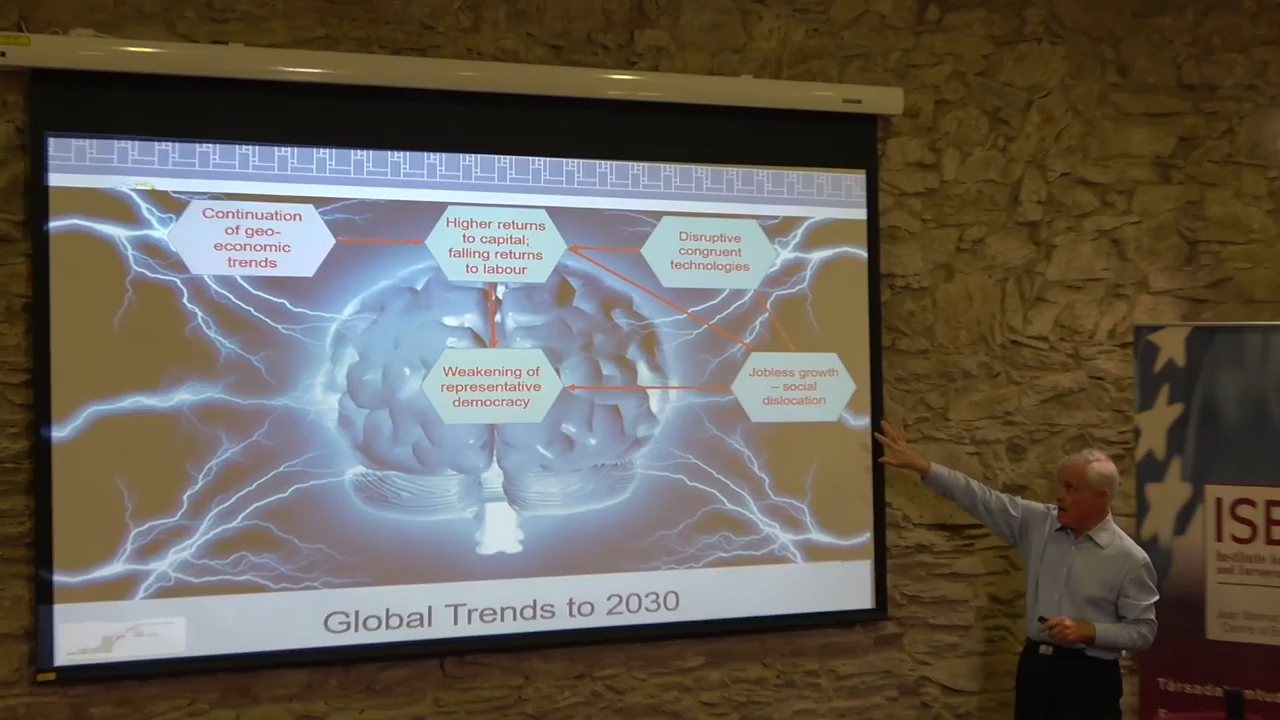 Continuation
of geo-
economic
trends
Higher returns
to capital;
falling returns
to labour
Disruptive
congruent
technologies
Weakening of
representative
democracy
Jobless growth
– social
dislocation
Global Trends to 2030
Institute